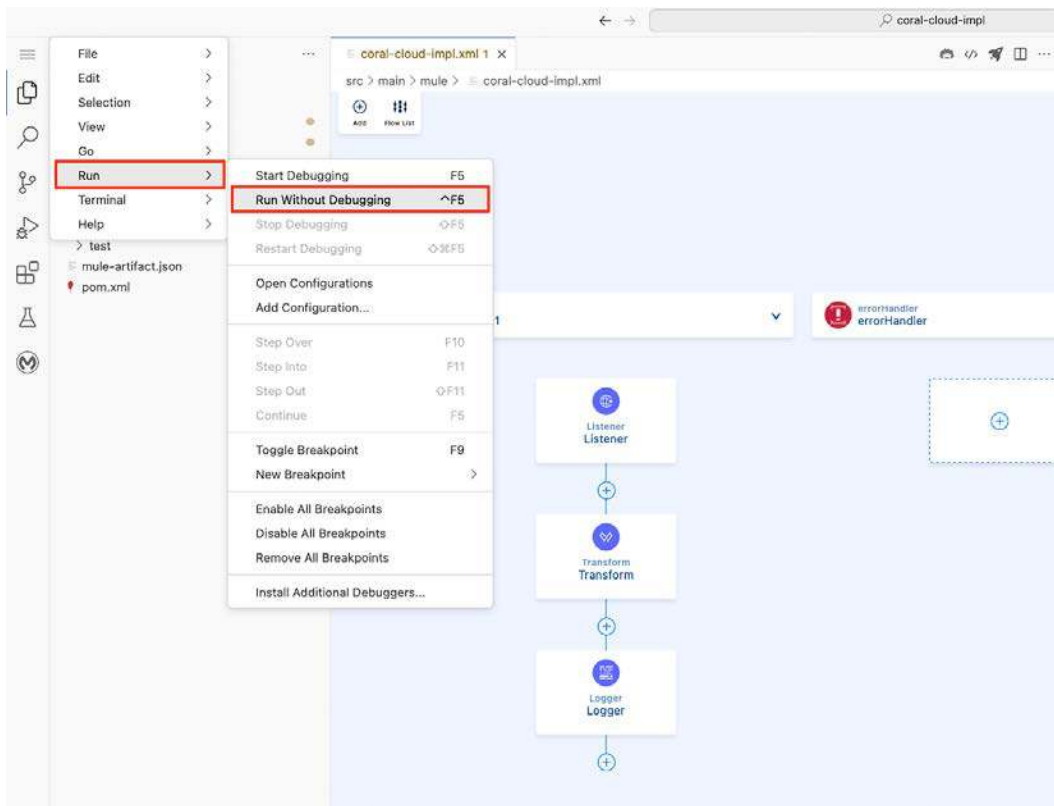 coral-cloud-impl
File
Edit
Selection
View
Go
Run
Terminal
Help
Start Debugging F5
Run Without Debugging ^F5
Stop Debugging ⇧F5
Restart Debugging ⇧⌘F5
Open Configurations
Add Configuration...
Step Over F10
Step Into F11
Step Out ⇧F11
Continue F5
Toggle Breakpoint F9
New Breakpoint
Enable All Breakpoints
Disable All Breakpoints
Remove All Breakpoints
Install Additional Debuggers...
test
mule-artifact.json
pom.xml
coral-cloud-impl.xml 1
src > main > mule > coral-cloud-impl.xml
Add Flow List
1
errorHandler
errorHandler
Listener
Listener
Transform
Transform
Logger
Logger